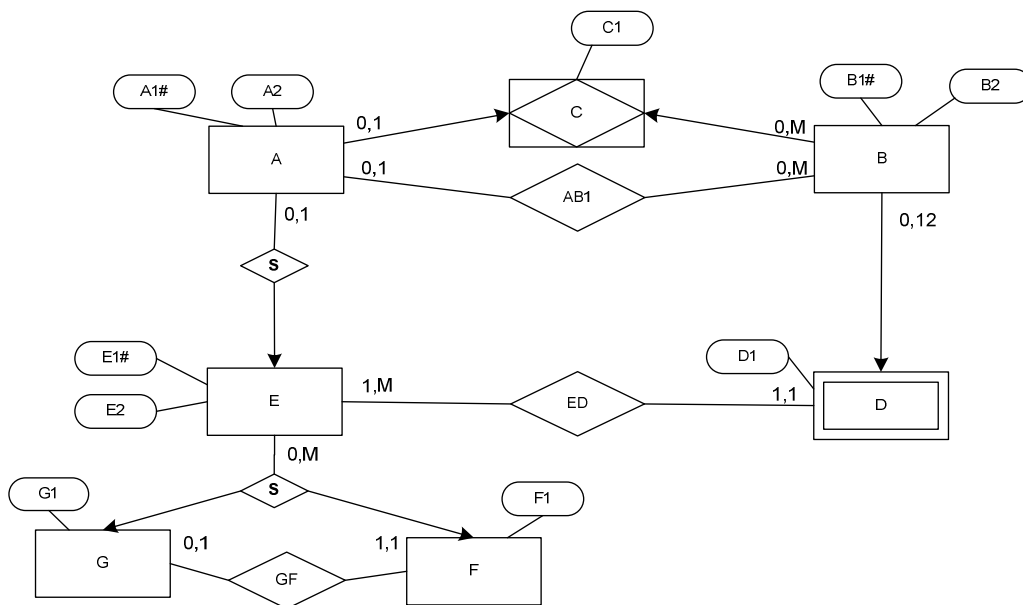 C1
A1#
A2
B1#
B2
0,1
C
0,M
A
B
0,1
AB1
0,M
0,1
0,12
S
E1#
D1
E2
E
1,M
ED
1,1
D
0,M
G1
S
F1
0,1
1,1
G
GF
F